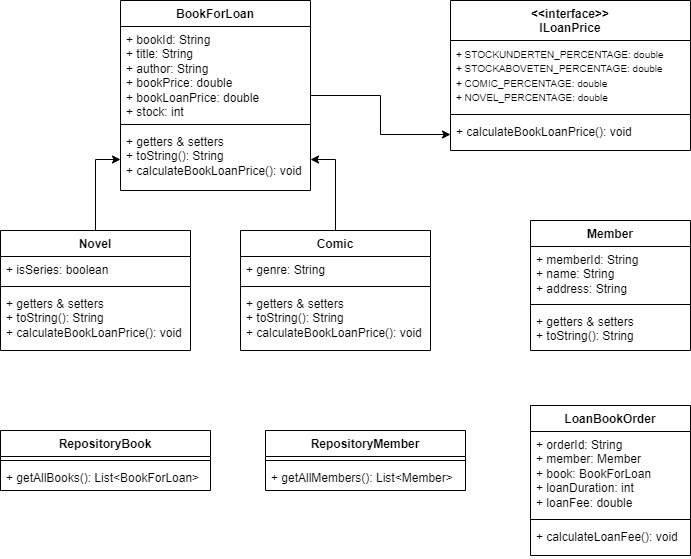 BookForLoan
+ bookId: String
+ title: String
+ author: String
+ bookPrice: double
+ bookLoanPrice: double
+ stock: int
+ getters & setters
+ toString(): String
+ calculateBookLoanPrice(): void
<<interface>>
ILoanPrice
+ STOCKUNDERTEN_PERCENTAGE: double
+ STOCKABOVETEN_PERCENTAGE: double
+ COMIC_PERCENTAGE: double
+ NOVEL_PERCENTAGE: double
+ calculateBookLoanPrice(): void
Novel
+ isSeries: boolean
+ getters & setters
+ toString(): String
+ calculateBookLoanPrice(): void
Comic
+ genre: String
+ getters & setters
+ toString(): String
+ calculateBookLoanPrice(): void
Member
+ memberId: String
+ name: String
+ address: String
+ getters & setters
+ toString(): String
RepositoryBook
+ getAllBooks(): List<BookForLoan>
RepositoryMember
+ getAllMembers(): List<Member>
LoanBookOrder
+ orderId: String
+ member: Member
+ book: BookForLoan
+ loanDuration: int
+ loanFee: double
+ calculateLoanFee(): void